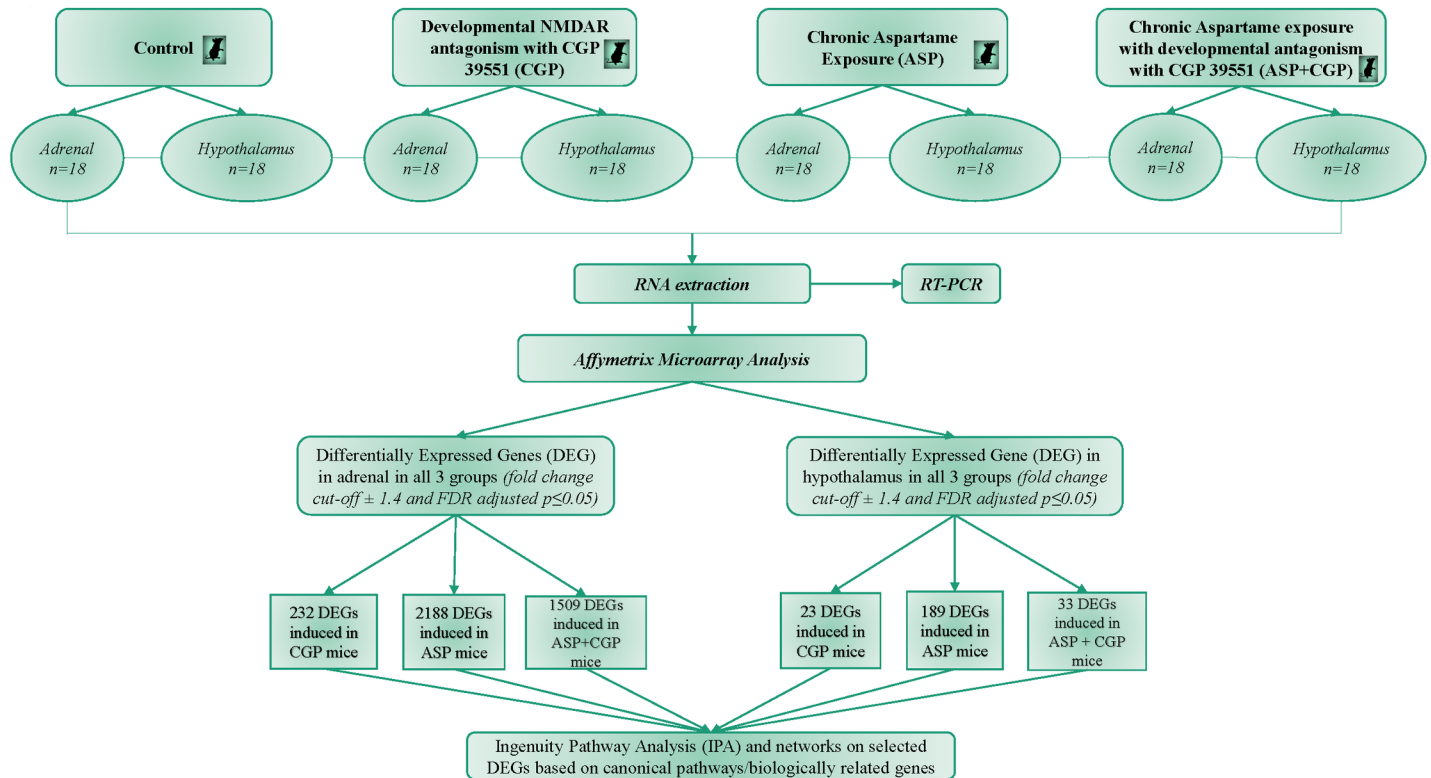 Control
Developmental NMDAR
antagonism with CGP
39551 (CGP)
Chronic Aspartame
Exposure (ASP)
Chronic Aspartame exposure
with developmental antagonism
with CGP 39551 (ASP+CGP)
Adrenal
n=18
Hypothalamus
n=18
Adrenal
n=18
Hypothalamus
n=18
Adrenal
n=18
Hypothalamus
n=18
Adrenal
n=18
Hypothalamus
n=18
RNA extraction
RT-PCR
Affymetrix Microarray Analysis
Differentially Expressed Genes (DEG)
in adrenal in all 3 groups (fold change
cut-off ± 1.4 and FDR adjusted p≤0.05)
Differentially Expressed Gene (DEG) in
hypothalamus in all 3 groups (fold change
cut-off ± 1.4 and FDR adjusted p≤0.05)
232 DEGs
induced in
CGP mice
2188 DEGs
induced in
ASP mice
1509 DEGs
induced in
ASP+CGP
mice
23 DEGs
induced in
CGP mice
189 DEGs
induced in
ASP mice
33 DEGs
induced in
ASP + CGP
mice
Ingenuity Pathway Analysis (IPA) and networks on selected
DEGs based on canonical pathways/biologically related genes